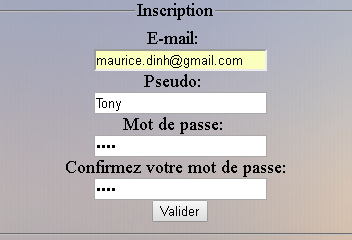 Inscription
E-mail:
maurice.dinh@gmail.com
Pseudo:
Tony
Mot de passe:
••••
Confirmez votre mot de passe:
••••
Valider